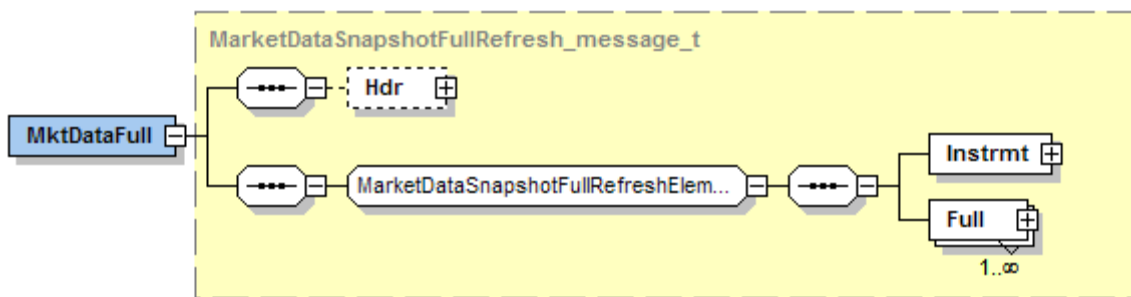 MarketDataSnapshotFullRefresh_message_t
Hdr
MktDataFull
Instrmt
MarketDataSnapshotFullRefreshElem...
Full
1..∞